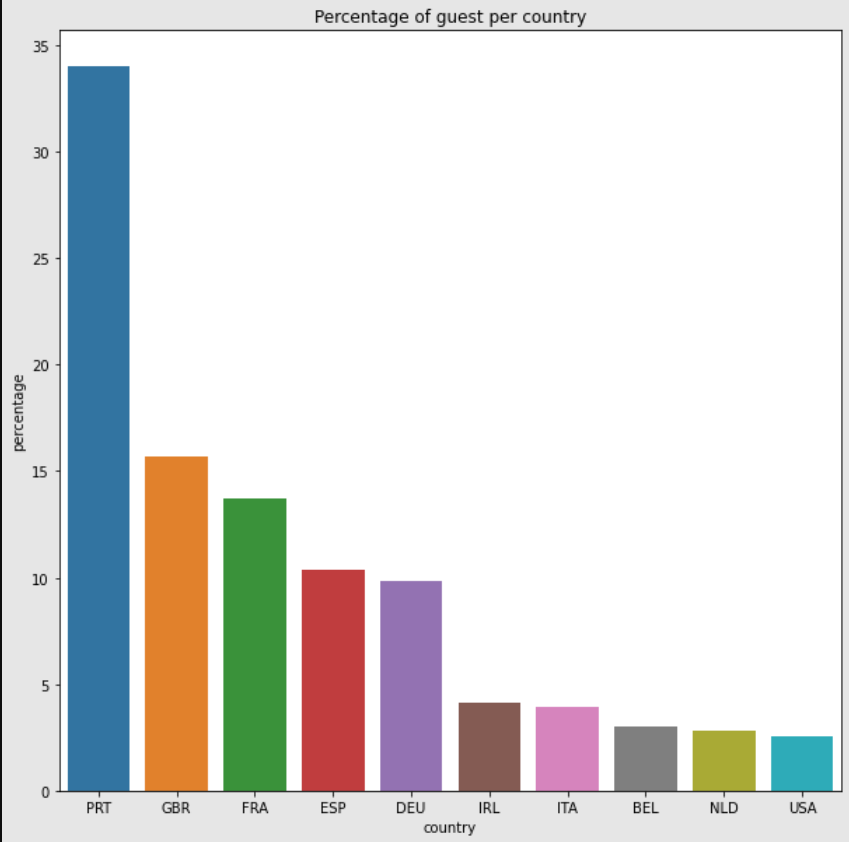 Percentage of guest per country
35
30
25
20
15
10
5
0
percentage
PRT GBR FRA ESP DEU IRL ITA BEL NLD USA
country